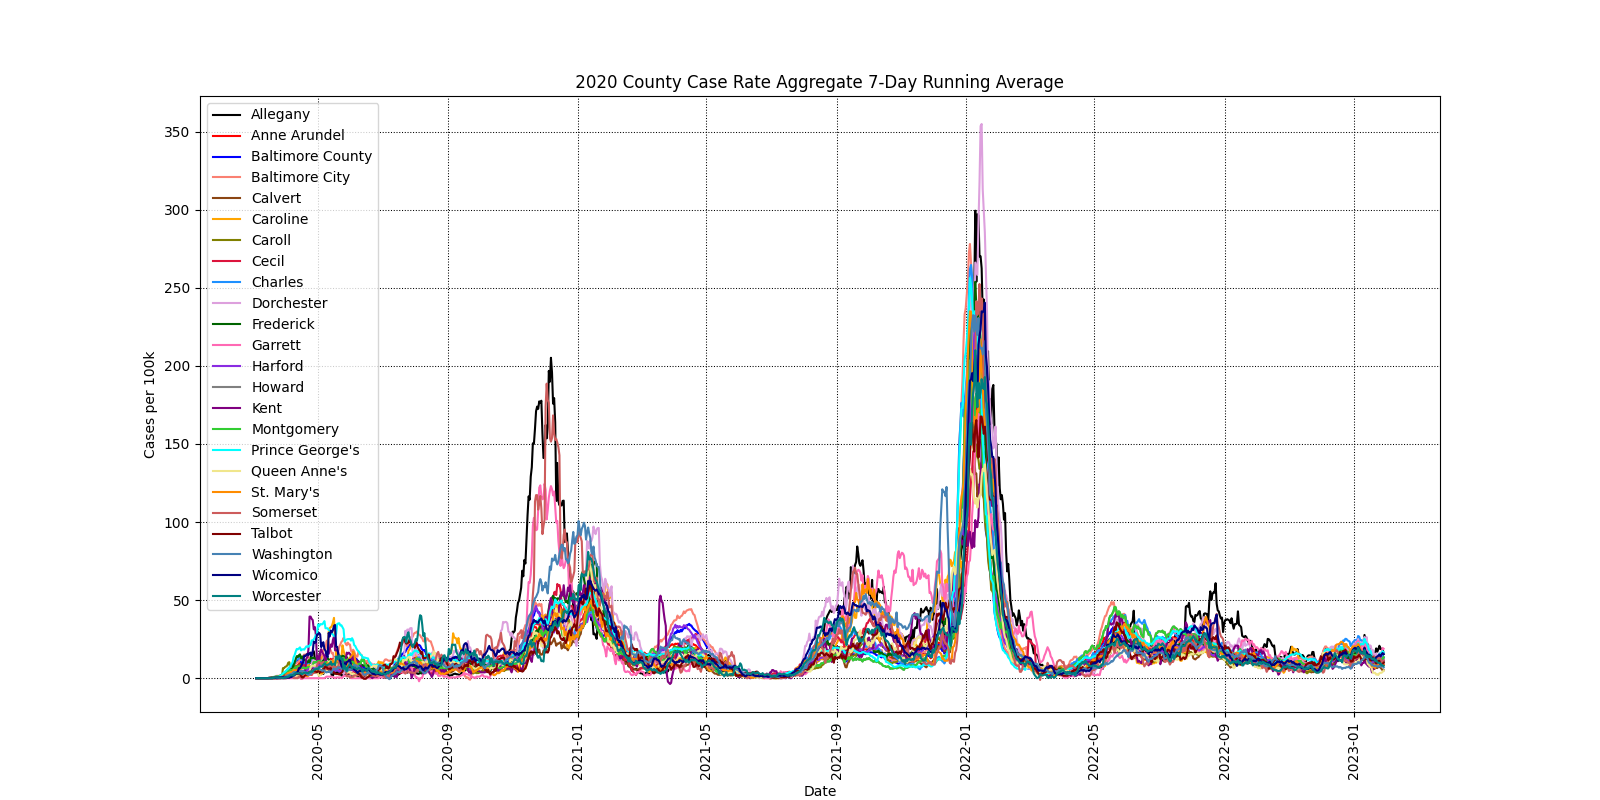 2020 County Case Rate Aggregate 7-Day Running Average
Allegany
Anne Arundel
Baltimore County
Baltimore City
Calvert
Caroline
Caroll
Cecil
Charles
Dorchester
Frederick
Garrett
Harford
Howard
Kent
Montgomery
Prince George's
Queen Anne's
St. Mary's
Somerset
Talbot
Washington
Wicomico
Worcester
Cases per 100k
350
300
250
200
150
100
50
0
2020-05
2020-09
2021-01
2021-05
2021-09
2022-01
2022-05
2022-09
2023-01
Date